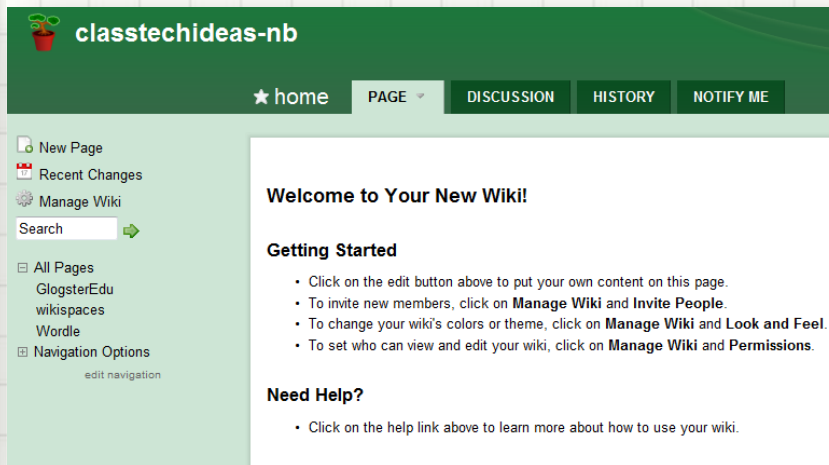 classtechideas-nb
home
PAGE
DISCUSSION
HISTORY
NOTIFY ME
New Page
17
Recent Changes
Manage Wiki
Search
All Pages
GlogsterEdu
wikispaces
Wordle
Navigation Options
edit navigation
Welcome to Your New Wiki!
Getting Started
• Click on the edit button above to put your own content on this page.
• To invite new members, click on Manage Wiki and Invite People.
• To change your wiki's colors or theme, click on Manage Wiki and Look and Feel.
• To set who can view and edit your wiki, click on Manage Wiki and Permissions.
Need Help?
• Click on the help link above to learn more about how to use your wiki.